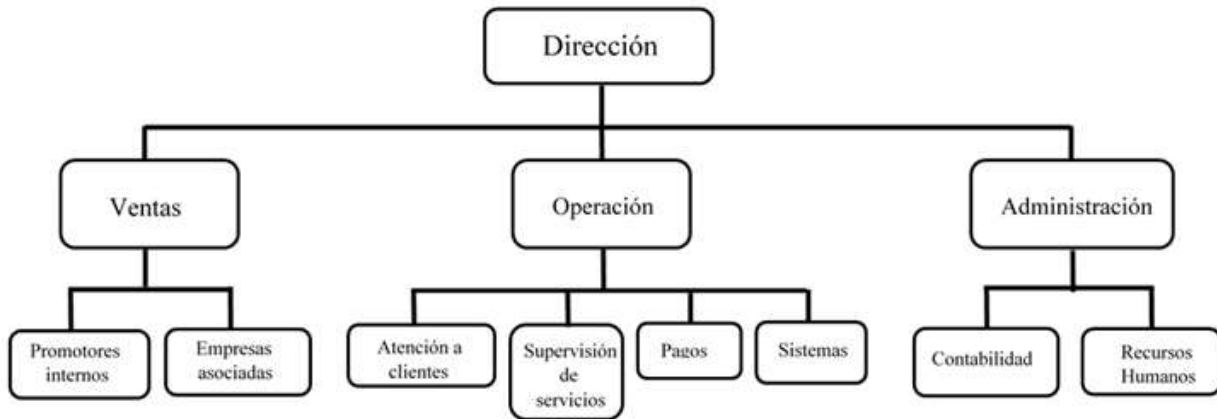 Dirección
Ventas
Operación
Administración
Promotores
internos
Empresas
asociadas
Atención a
clientes
Supervisión
de
servicios
Pagos
Sistemas
Contabilidad
Recursos
Humanos